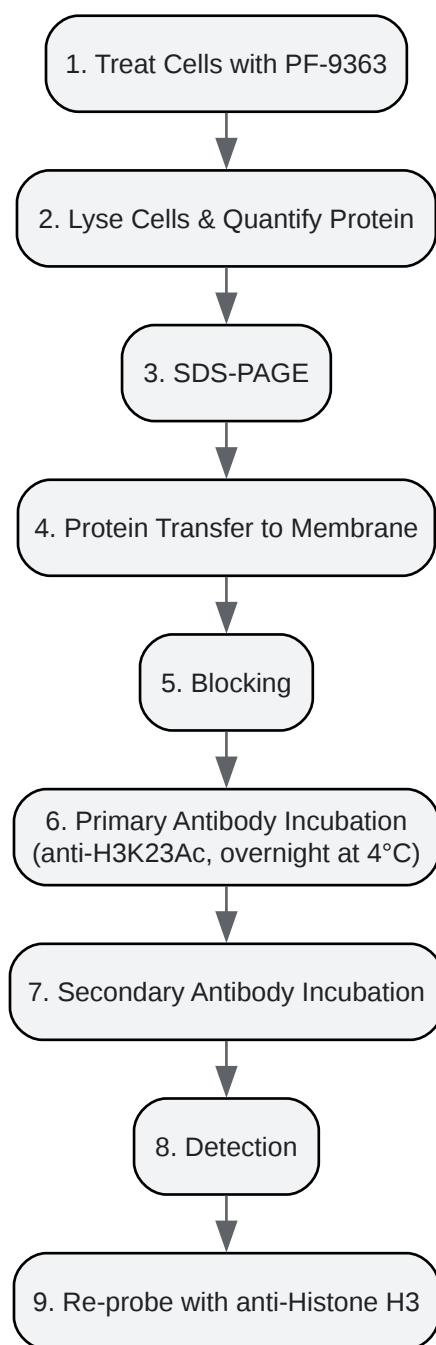 1. Treat Cells with PF-9363
2. Lyse Cells & Quantify Protein
3. SDS-PAGE
4. Protein Transfer to Membrane
5. Blocking
6. Primary Antibody Incubation
(anti-H3K23Ac, overnight at 4°C)
7. Secondary Antibody Incubation
8. Detection
9. Re-probe with anti-Histone H3